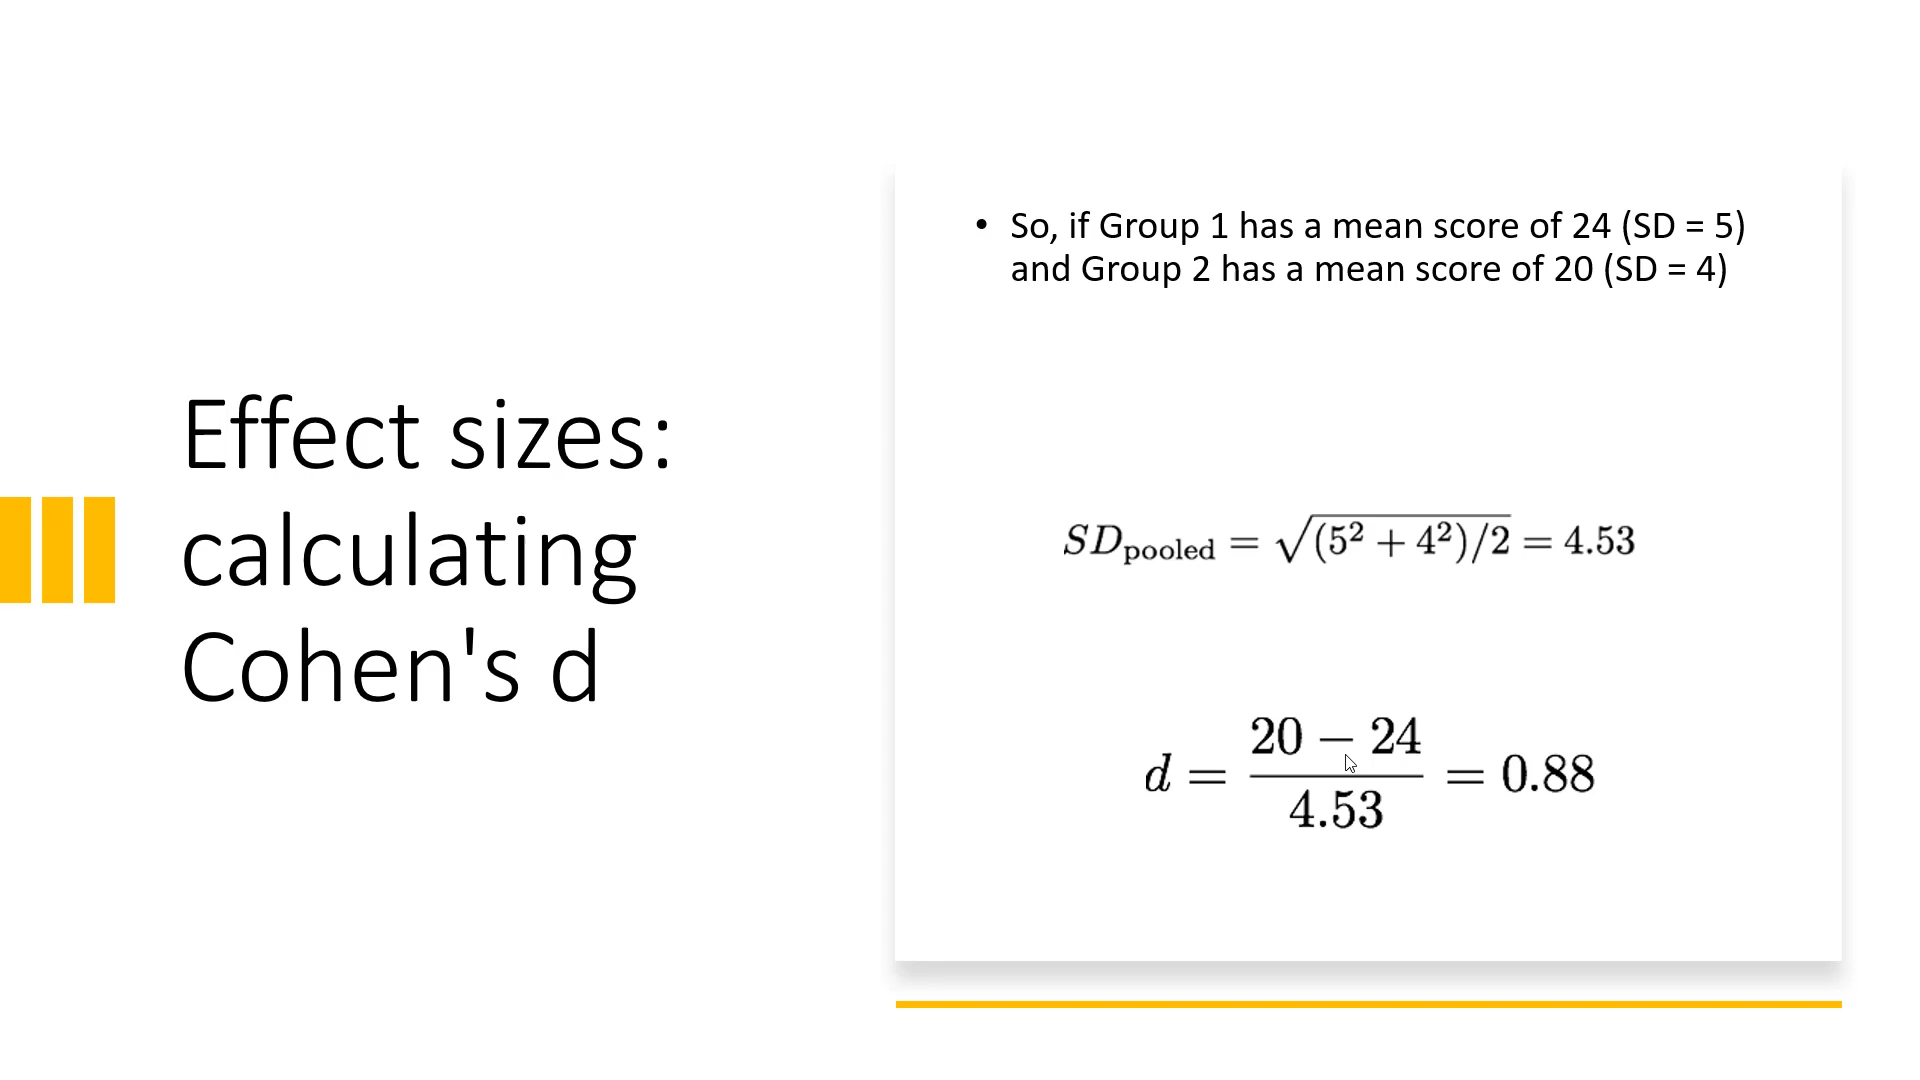 Effect sizes:
calculating
Cohen's d
• So, if Group 1 has a mean score of 24 (SD = 5)
and Group 2 has a mean score of 20 (SD = 4)
SD_pooled = √(5² + 4²)/2 = 4.53
d = (20 − 24)/4.53 = 0.88